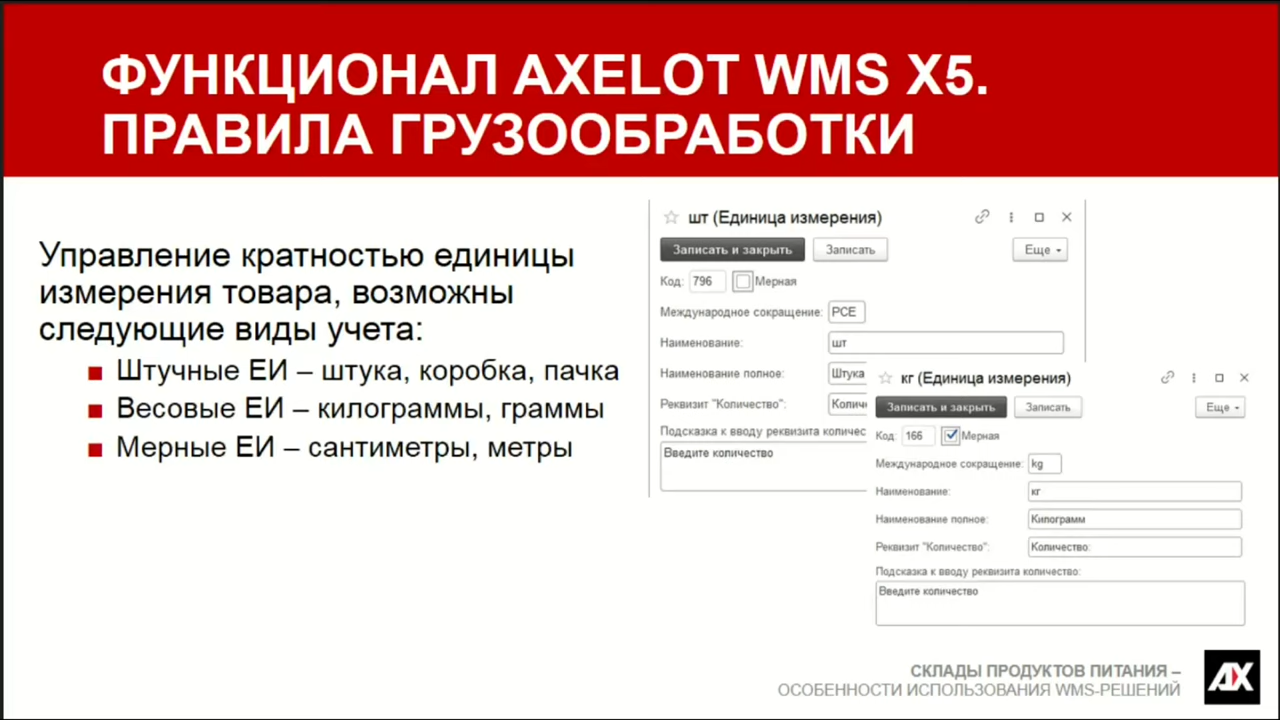 ФУНКЦИОНАЛ AXELOT WMS X5.
ПРАВИЛА ГРУЗООБРАБОТКИ
Управление кратностью единицы
измерения товара, возможны
следующие виды учета:
Штучные ЕИ – штука, коробка, пачка
Весовые ЕИ – килограммы, граммы
Мерные ЕИ – сантиметры, метры
шт (Единица измерения)
Записать и закрыть Записать Еще
Код: 796 Мерная
Международное сокращение: PCE
Наименование: шт
Наименование полное: Штука
Реквизит "Количество": Колич
Подсказка к вводу реквизита количес
Введите количество
кг (Единица измерения)
Записать и закрыть Записать Еще
Код: 166 Мерная
Международное сокращение: kg
Наименование: кг
Наименование полное: Килограмм
Реквизит "Количество": Количество:
Подсказка к вводу реквизита количество:
Введите количество
СКЛАДЫ ПРОДУКТОВ ПИТАНИЯ –
ОСОБЕННОСТИ ИСПОЛЬЗОВАНИЯ WMS-РЕШЕНИЙ
AX